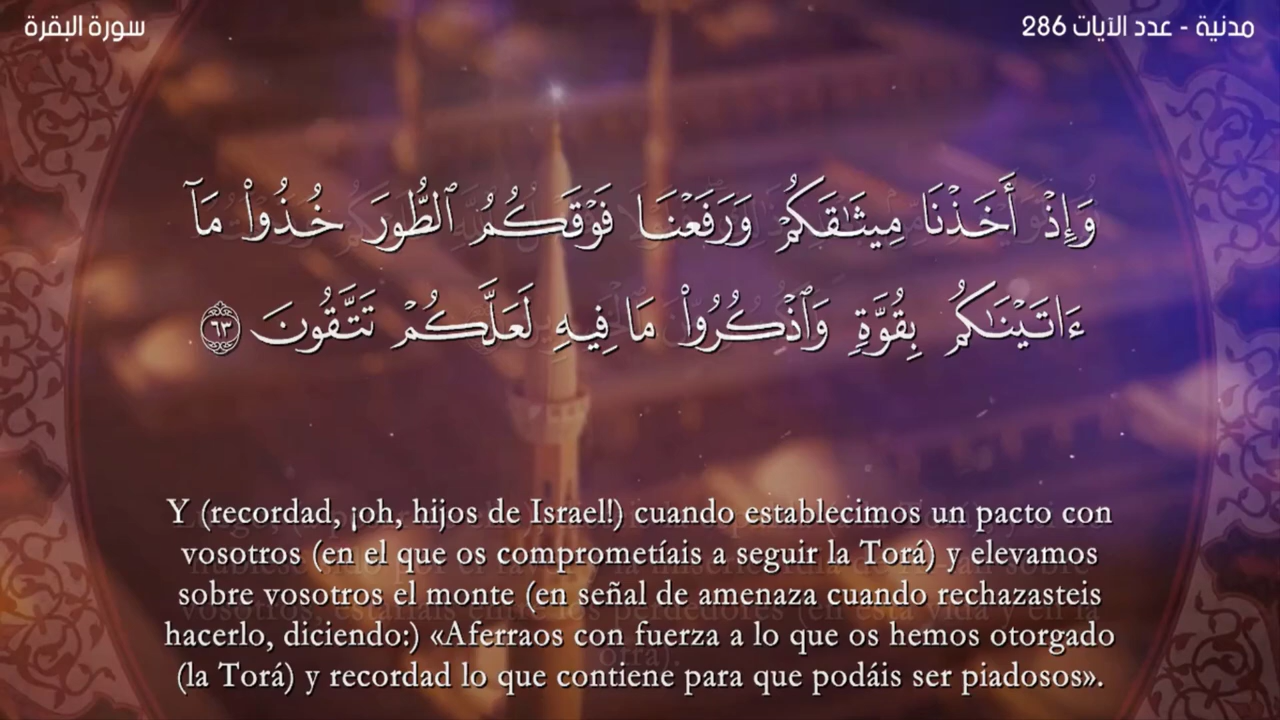 سورة البقرة
مدنية - عدد الآيات 286
وَإِذْ أَخَذْنَا مِيثَـٰقَكُمْ وَرَفَعْنَا فَوْقَكُمُ ٱلطُّورَ خُذُوا۟ مَآ
ءَاتَيْنَـٰكُم بِقُوَّةٍ وَٱذْكُرُوا۟ مَا فِيهِ لَعَلَّكُمْ تَتَّقُونَ ٦٣
Y (recordad, ¡oh, hijos de Israel!) cuando establecimos un pacto con
vosotros (en el que os comprometíais a seguir la Torá) y elevamos
sobre vosotros el monte (en señal de amenaza cuando rechazasteis
hacerlo, diciendo:) «Aferraos con fuerza a lo que os hemos otorgado
(la Torá) y recordad lo que contiene para que podáis ser piadosos».